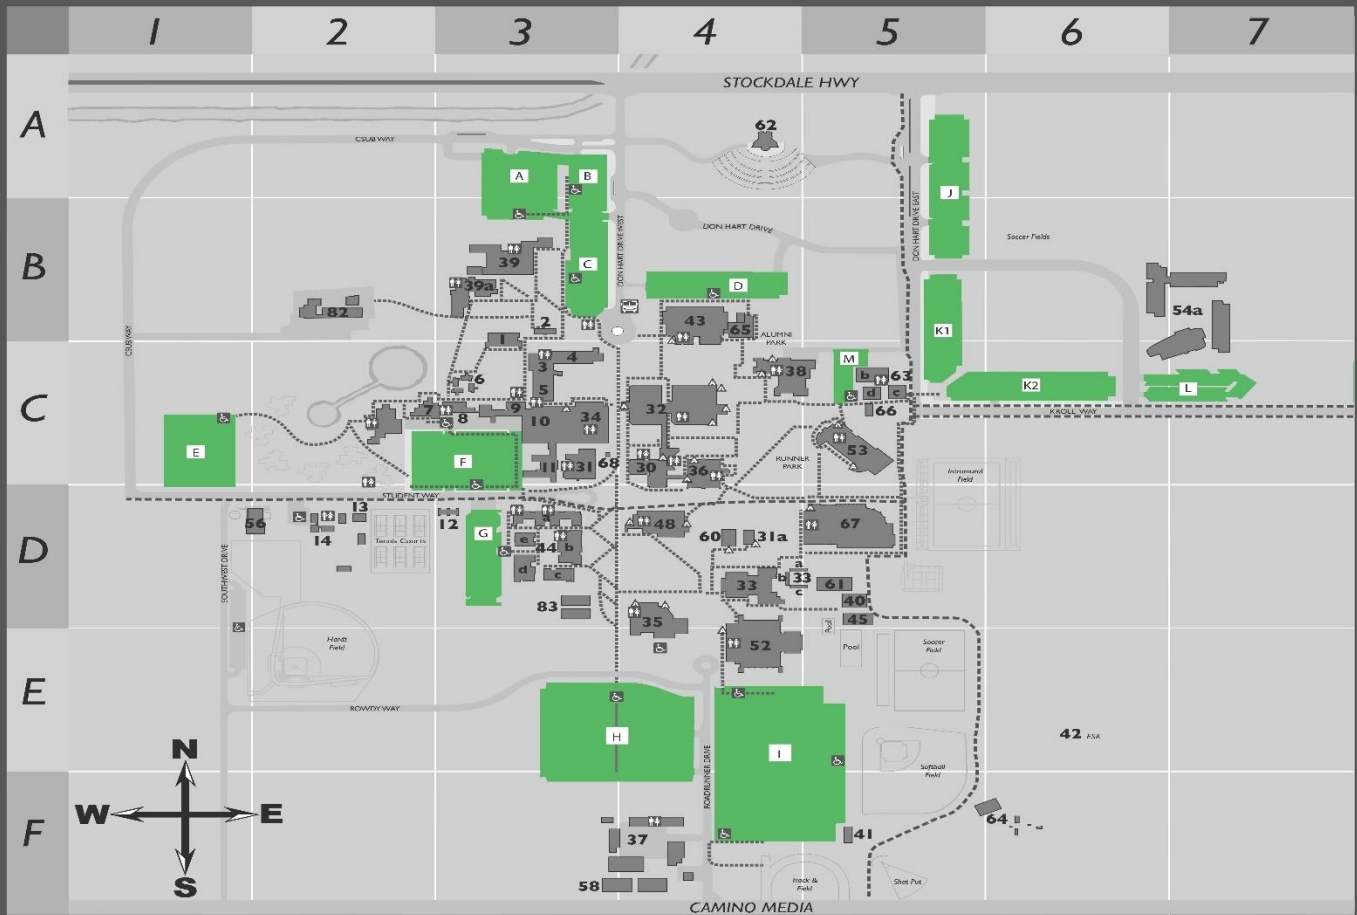 1 2 3 4 5 6 7
STOCKDALE HWY
A
62
CSUB WAY
A B
J
DON HART DRIVE WEST
DON HART DRIVE
DON HART DRIVE EAST
Soccer Fields
B
39
C
D
39a
82
54a
2
43
65
K1
ALUMNI
PARK
1
CSUB WAY
4
3
M
38
b 63
6
5
K2
L
d c
C
7 8 9
32
34
66
KROLL WAY
10
E
F
53
RUNNER
PARK
11 31 68
30
36
Intramural
Field
STUDENT WAY
56
13
12
G
a
48
67
14
Tennis Courts
e 44 b
60 31a
D
d c
a
33 b 33
c
61
SOUTHWEST DRIVE
40
83
35
45
Pool
Hardt
Field
52
Pool
Soccer
Field
E
ROWDY WAY
H
I
42 FSA
ROADRUNNER DRIVE
Softball
Field
N
W E
S
F
64
37
41
58
Track &
Field
Shot Put
CAMINO MEDIA